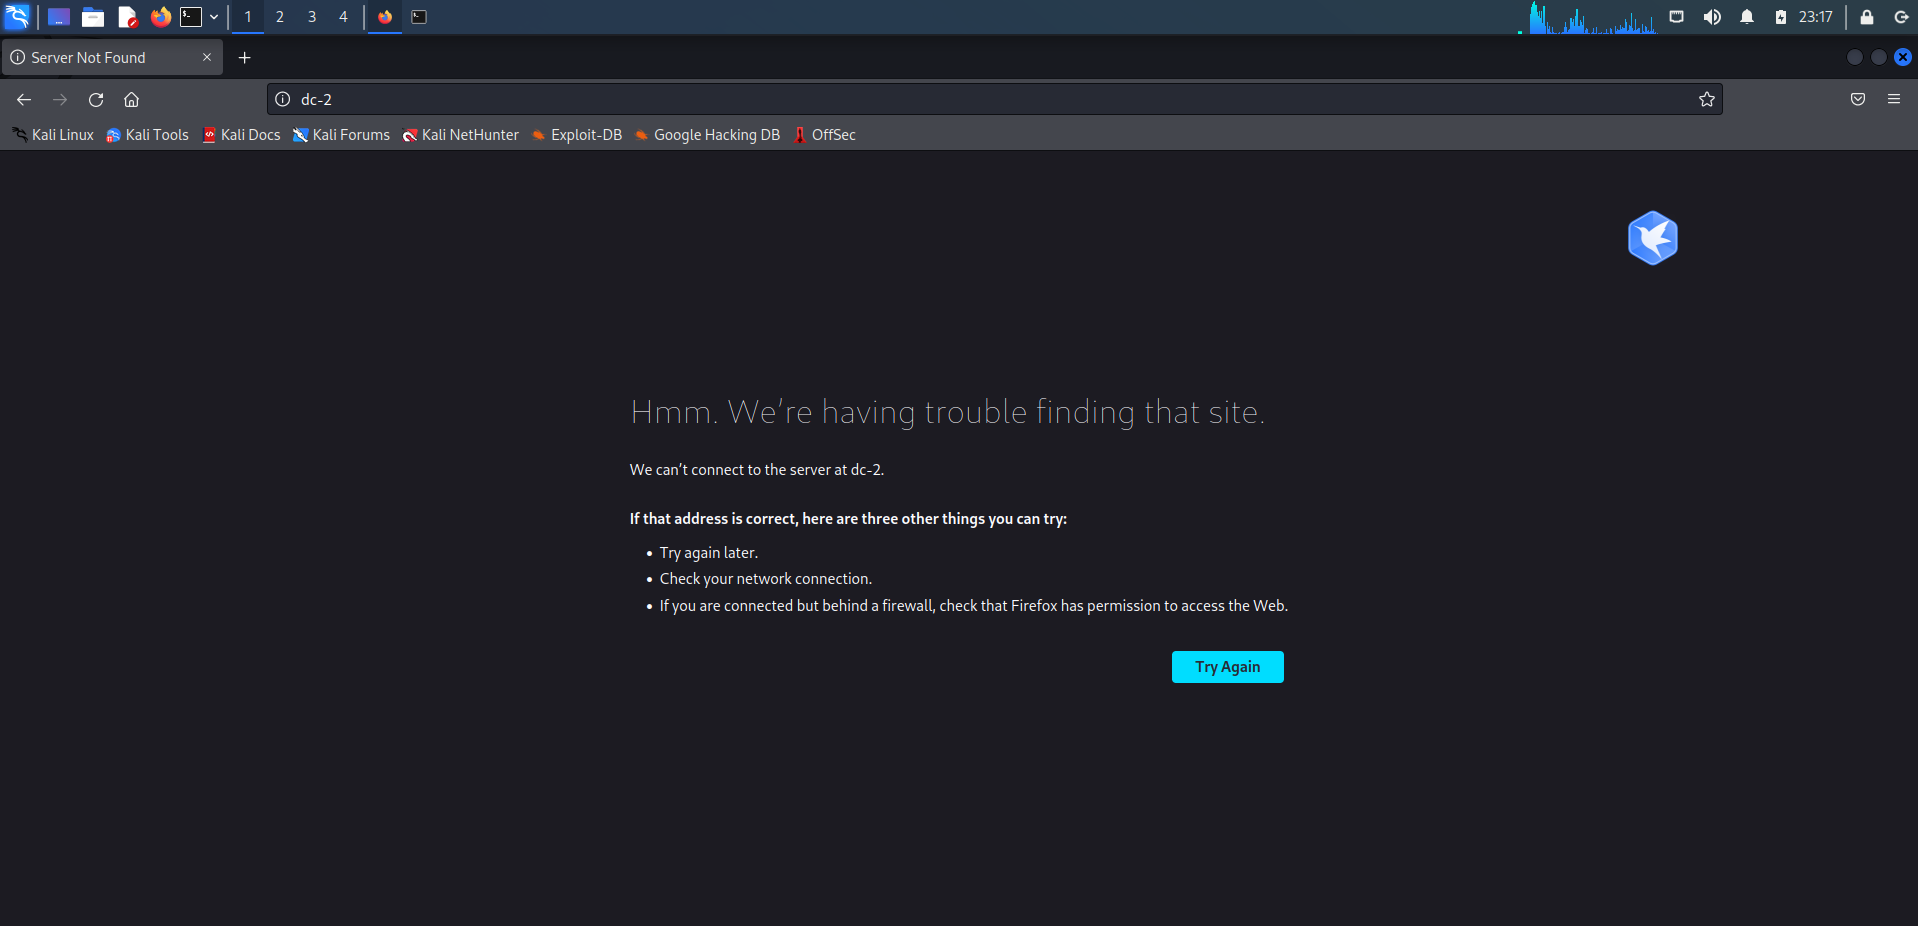 1 2 3 4 23:17
Server Not Found
dc-2
Kali Linux Kali Tools Kali Docs Kali Forums Kali NetHunter Exploit-DB Google Hacking DB OffSec
Hmm. We’re having trouble finding that site.
We can’t connect to the server at dc-2.
If that address is correct, here are three other things you can try:
• Try again later.
• Check your network connection.
• If you are connected but behind a firewall, check that Firefox has permission to access the Web.
Try Again